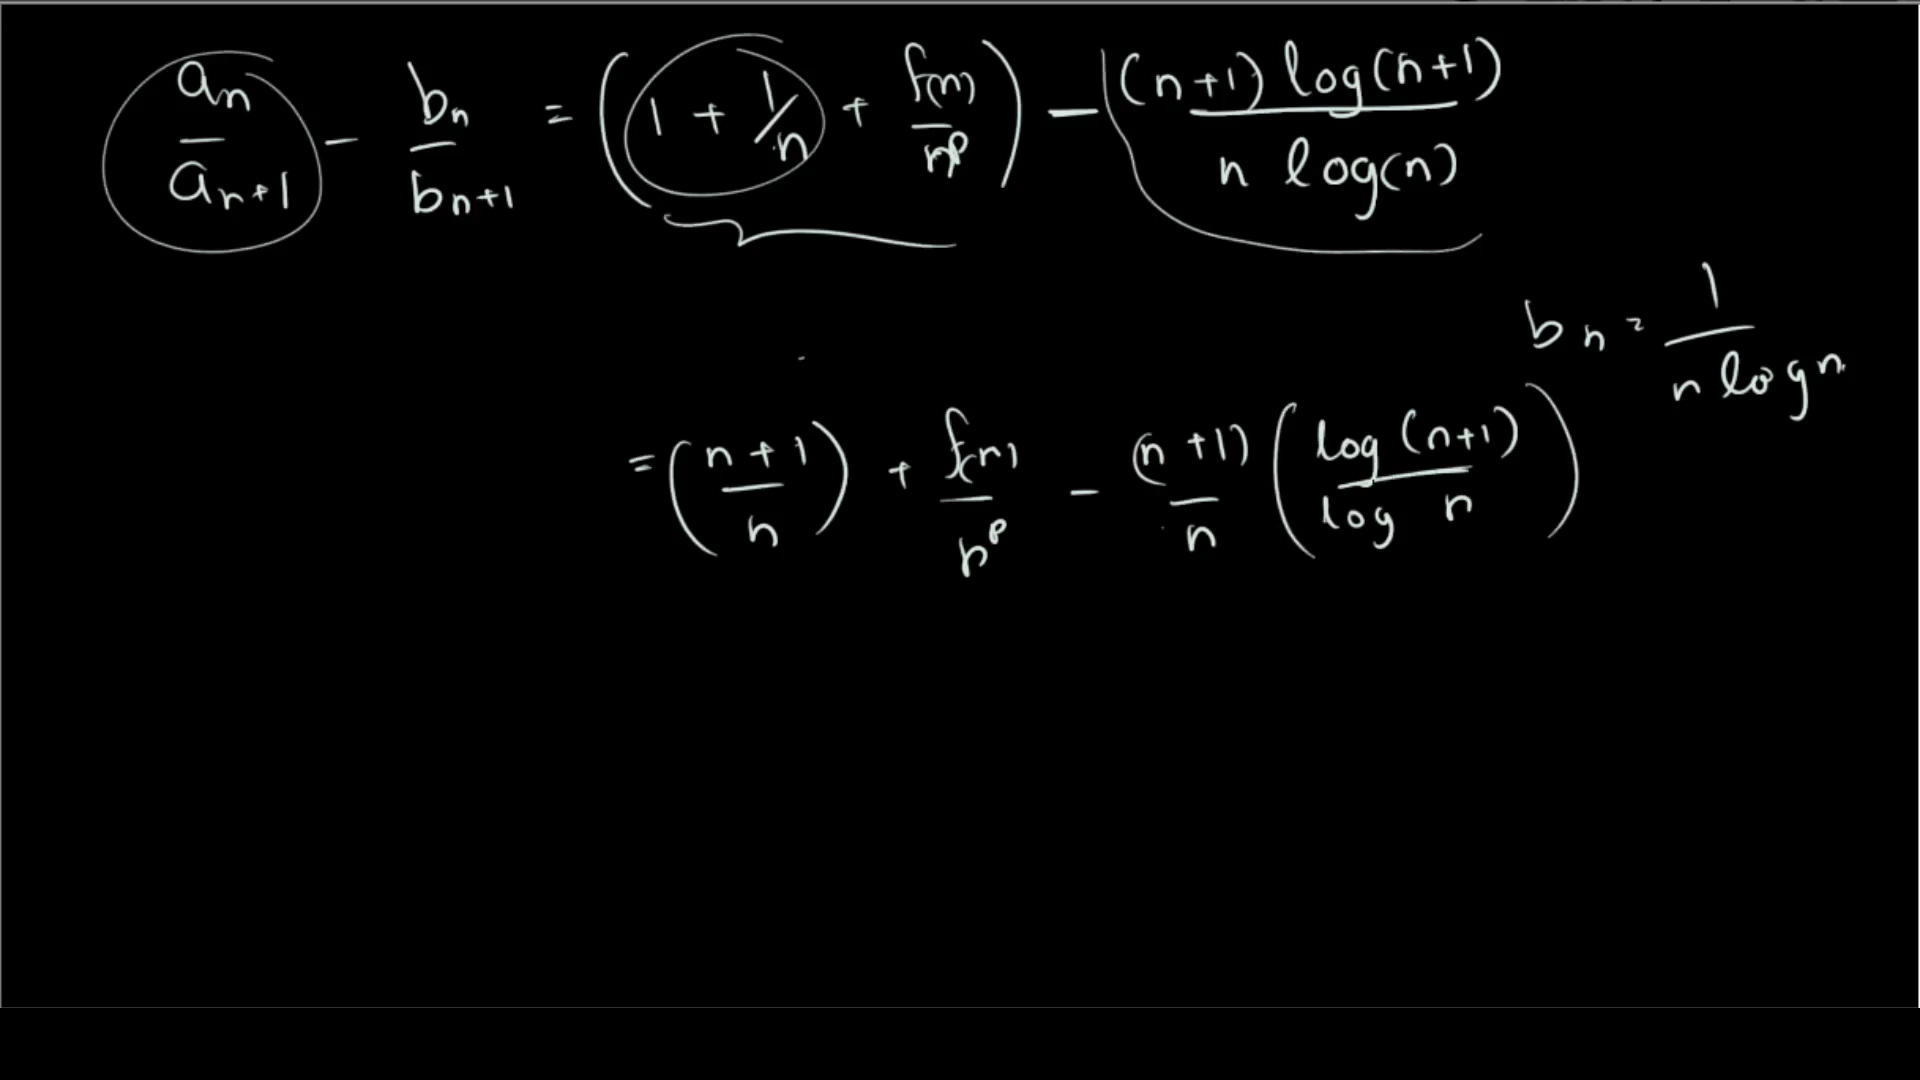 a_n / a_{n+1} - b_n / b_{n+1} = (1 + 1/n + f(n)/n^p) - (n+1) log(n+1) / n log(n)
b_n = 1 / n log n
= (n+1 / n) + f(n)/n^p - (n+1)/n (log(n+1) / log n)